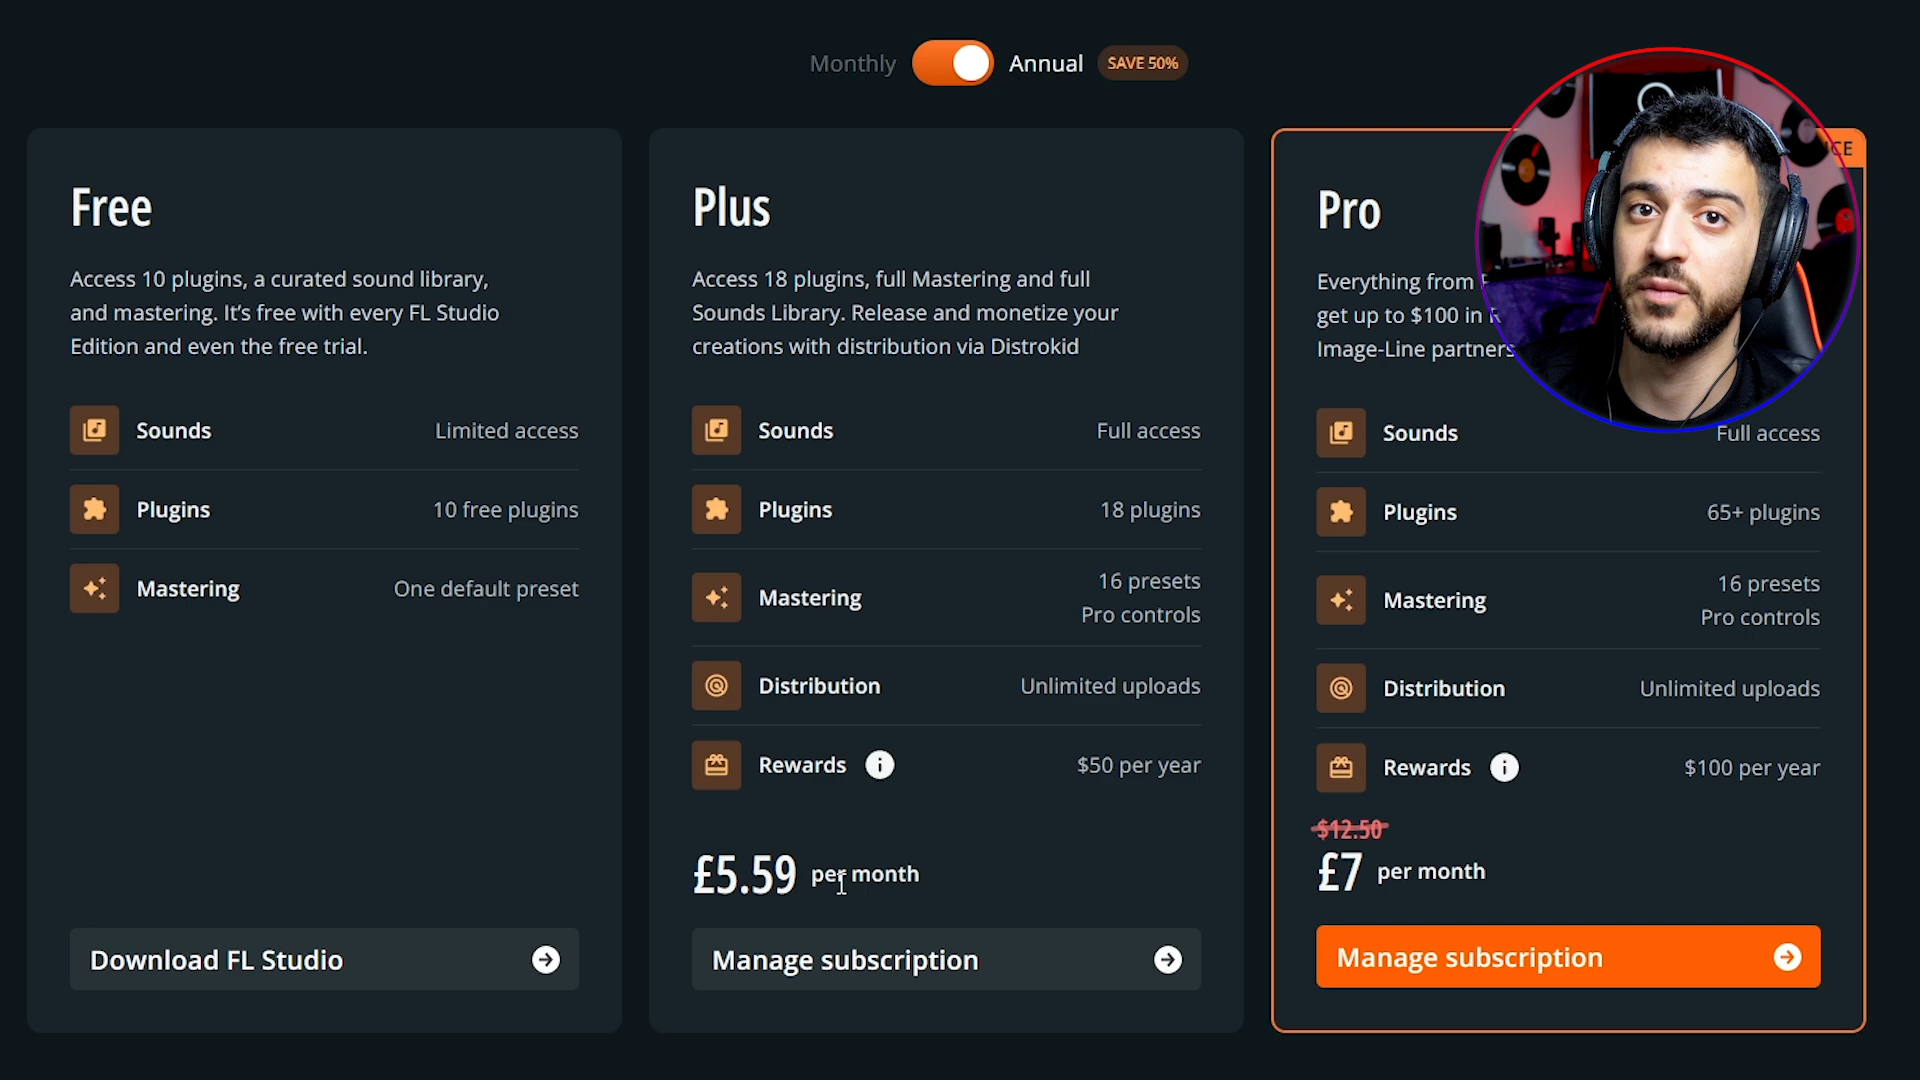 Monthly
Annual
SAVE 50%
Free
Access 10 plugins, a curated sound library,
and mastering. It's free with every FL Studio
Edition and even the free trial.
Sounds
Limited access
Plugins
10 free plugins
Mastering
One default preset
Download FL Studio
Plus
Access 18 plugins, full Mastering and full
Sounds Library. Release and monetize your
creations with distribution via Distrokid
Sounds
Full access
Plugins
18 plugins
Mastering
16 presets
Pro controls
Distribution
Unlimited uploads
Rewards
$50 per year
£5.59 per month
Manage subscription
Pro
Everything from
get up to $100 in
Image-Line partners
Sounds
Full access
Plugins
65+ plugins
Mastering
16 presets
Pro controls
Distribution
Unlimited uploads
Rewards
$100 per year
$12.50
£7 per month
Manage subscription